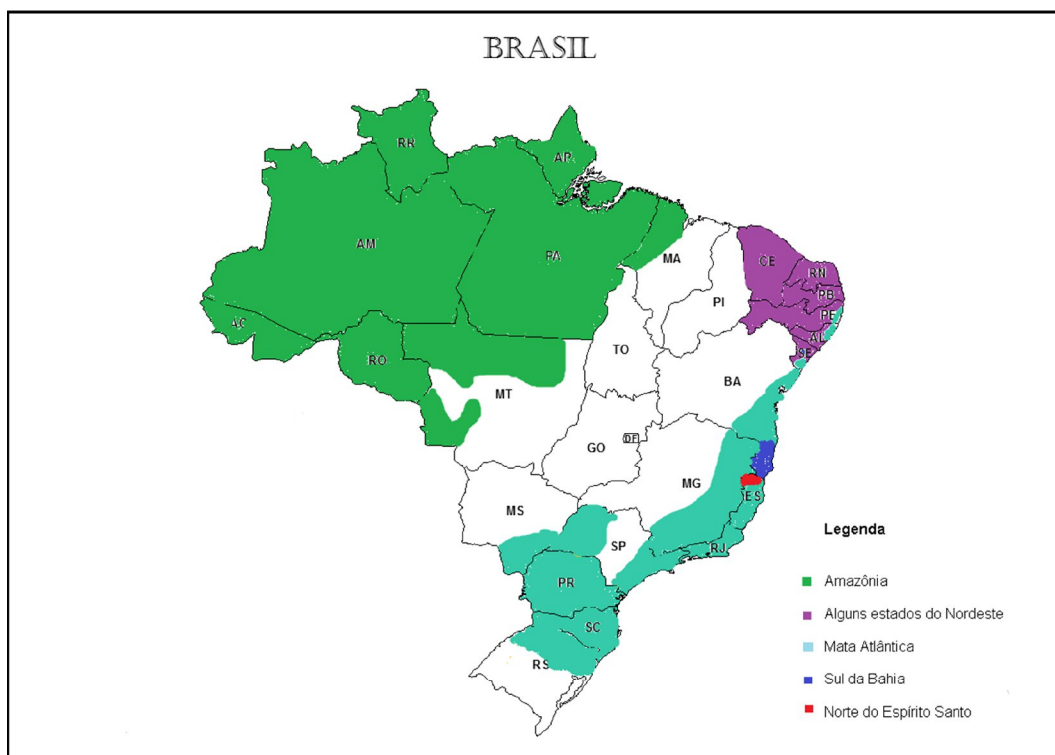 BRASIL
RR
AP
AM
PA
MA
CE
RN
PB
PE
AL
SE
PI
AC
RO
TO
BA
MT
GO
DF
MG
ES
MS
SP
RJ
PR
SC
RS
Legenda
Amazônia
Alguns estados do Nordeste
Mata Atlântica
Sul da Bahia
Norte do Espírito Santo